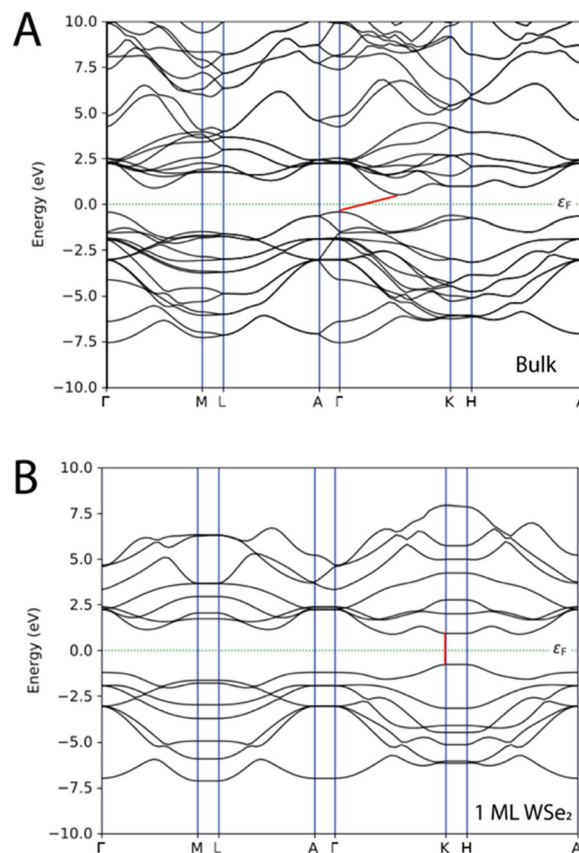 A
10.0
7.5
5.0
2.5
0.0
−2.5
−5.0
−7.5
−10.0
Energy (eV)
εF
Bulk
Γ M L A Γ K H A
B
10.0
7.5
5.0
2.5
0.0
−2.5
−5.0
−7.5
−10.0
Energy (eV)
εF
1 ML WSe₂
Γ M L A Γ K H A